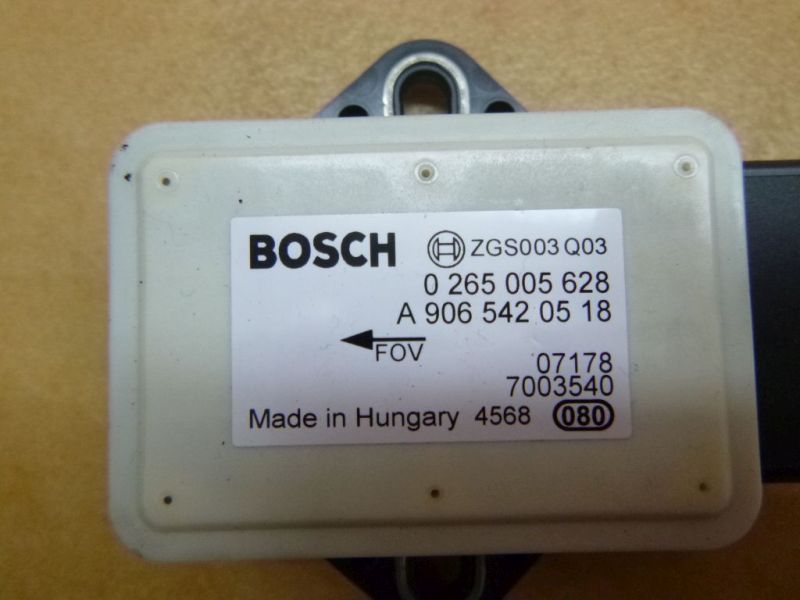 BOSCH ZGS003 Q03
0 265 005 628
A 906 542 05 18
FOV
07178
7003540
Made in Hungary 4568 080